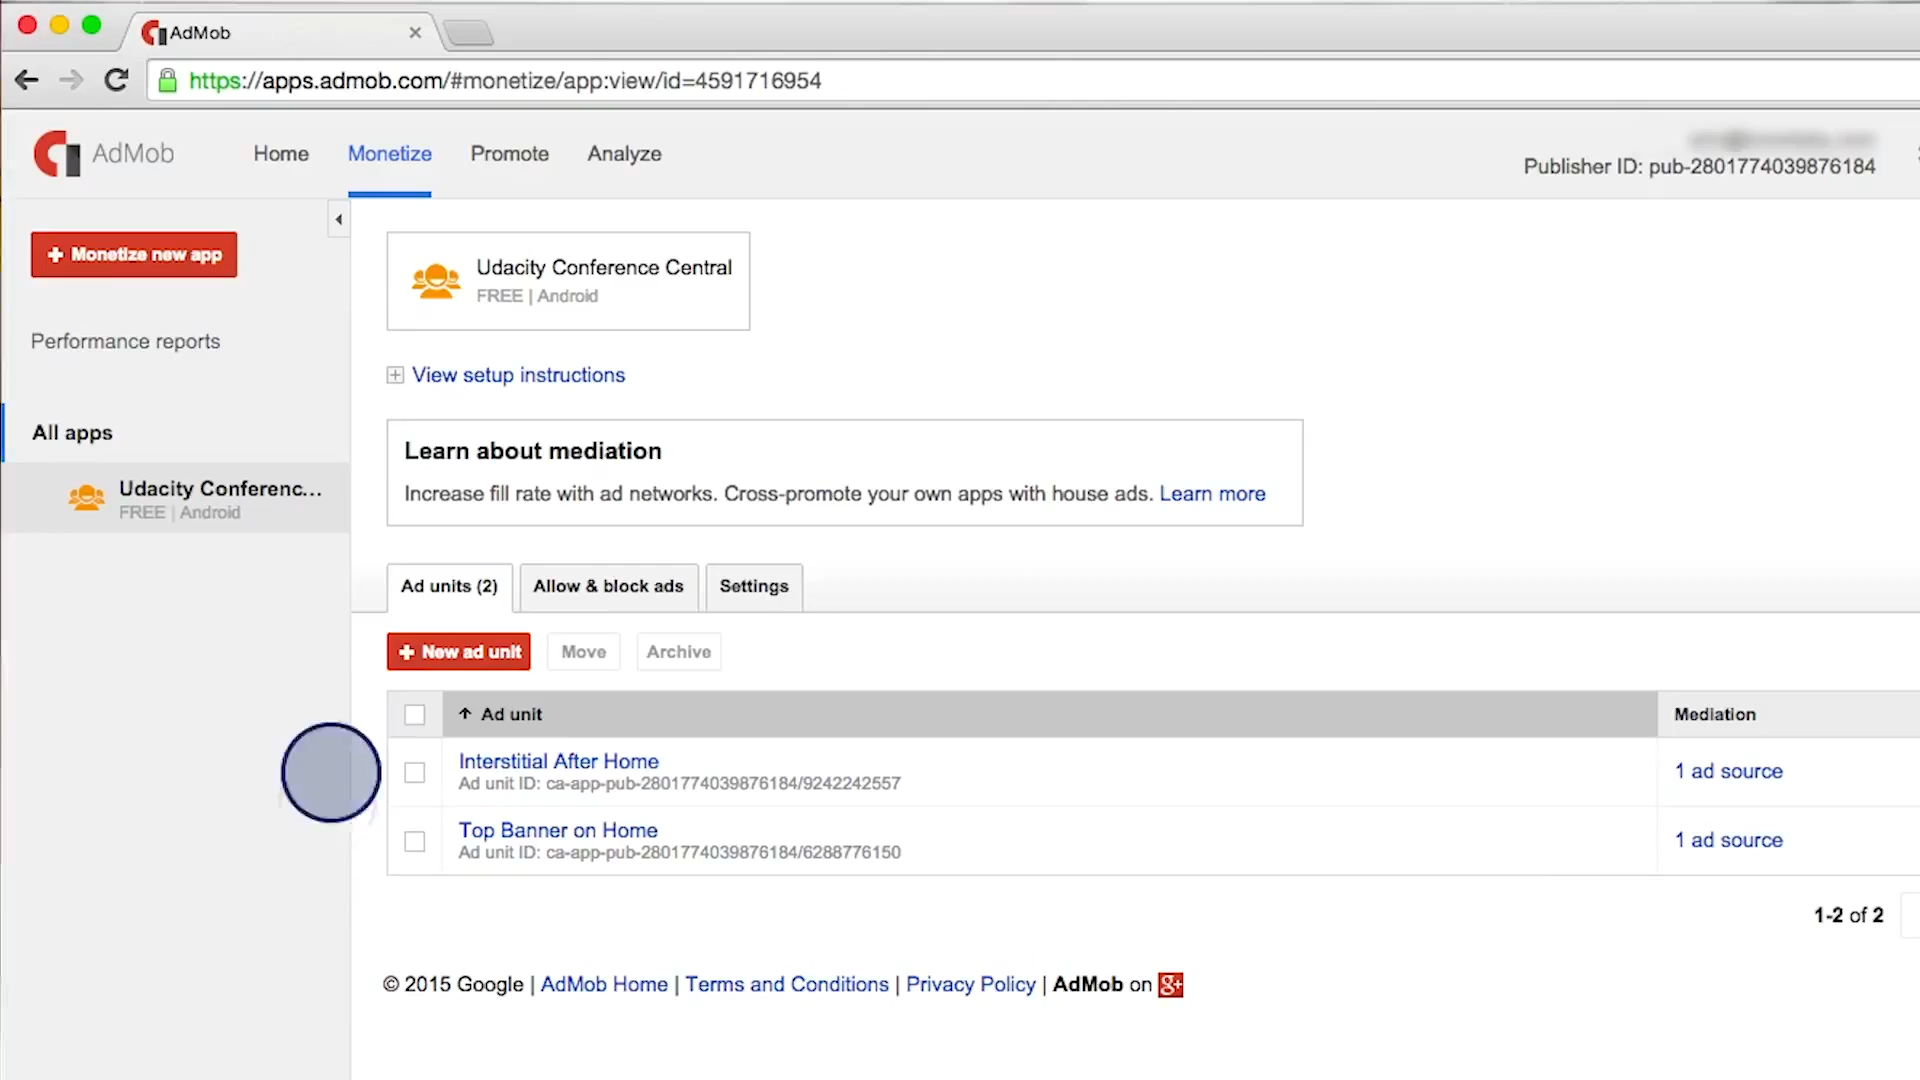 AdMob
https://apps.admob.com/#monetize/app:view/id=4591716954
AdMob
Home
Monetize
Promote
Analyze
Publisher ID: pub-2801774039876184
+ Monetize new app
Performance reports
All apps
Udacity Conferenc...
FREE | Android
Udacity Conference Central
FREE | Android
View setup instructions
Learn about mediation
Increase fill rate with ad networks. Cross-promote your own apps with house ads. Learn more
Ad units (2)
Allow & block ads
Settings
+ New ad unit
Move
Archive
Ad unit
Mediation
Interstitial After Home
Ad unit ID: ca-app-pub-2801774039876184/9242242557
1 ad source
Top Banner on Home
Ad unit ID: ca-app-pub-2801774039876184/6288776150
1 ad source
1-2 of 2
© 2015 Google | AdMob Home | Terms and Conditions | Privacy Policy | AdMob on g+